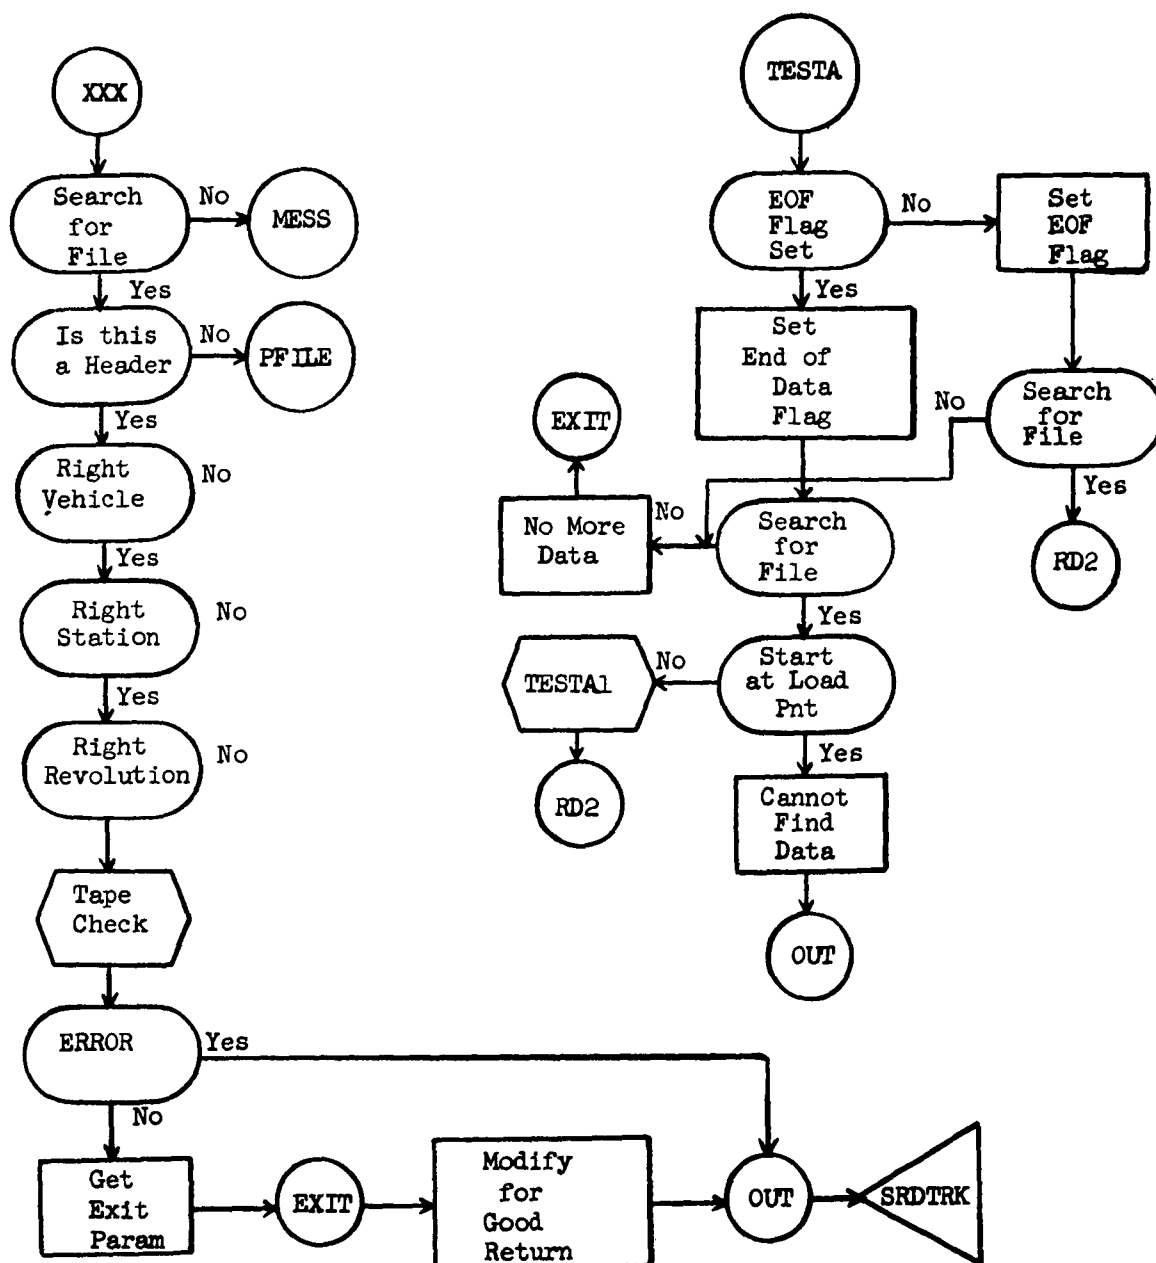 XXX
Search
for
File
No
MESS
Yes
Is this
a Header
No
PFILE
Yes
Right
Vehicle
No
Yes
Right
Station
No
Yes
Right
Revolution
No
Tape
Check
ERROR
Yes
No
Get
Exit
Param
EXIT
Modify
for
Good
Return
OUT
SRDTRK
TESTA
EOF
Flag
Set
No
Set
EOF
Flag
Yes
Set
End of
Data
Flag
Search
for
File
No
Yes
RD2
EXIT
No More
Data
No
Search
for
File
Yes
Start
at Load
Pnt
No
TESTA1
RD2
Yes
Cannot
Find
Data
OUT